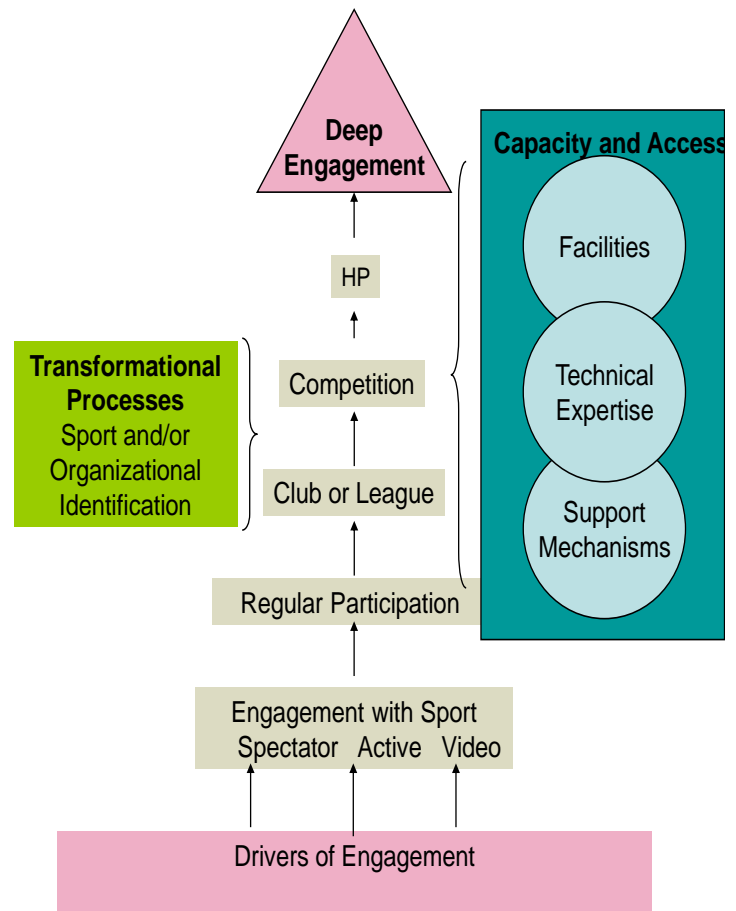 Deep
Engagement
Capacity and Access
Facilities
HP
Transformational
Processes
Sport and/or
Organizational
Identification
Competition
Technical
Expertise
Club or League
Support
Mechanisms
Regular Participation
Engagement with Sport
Spectator Active Video
Drivers of Engagement